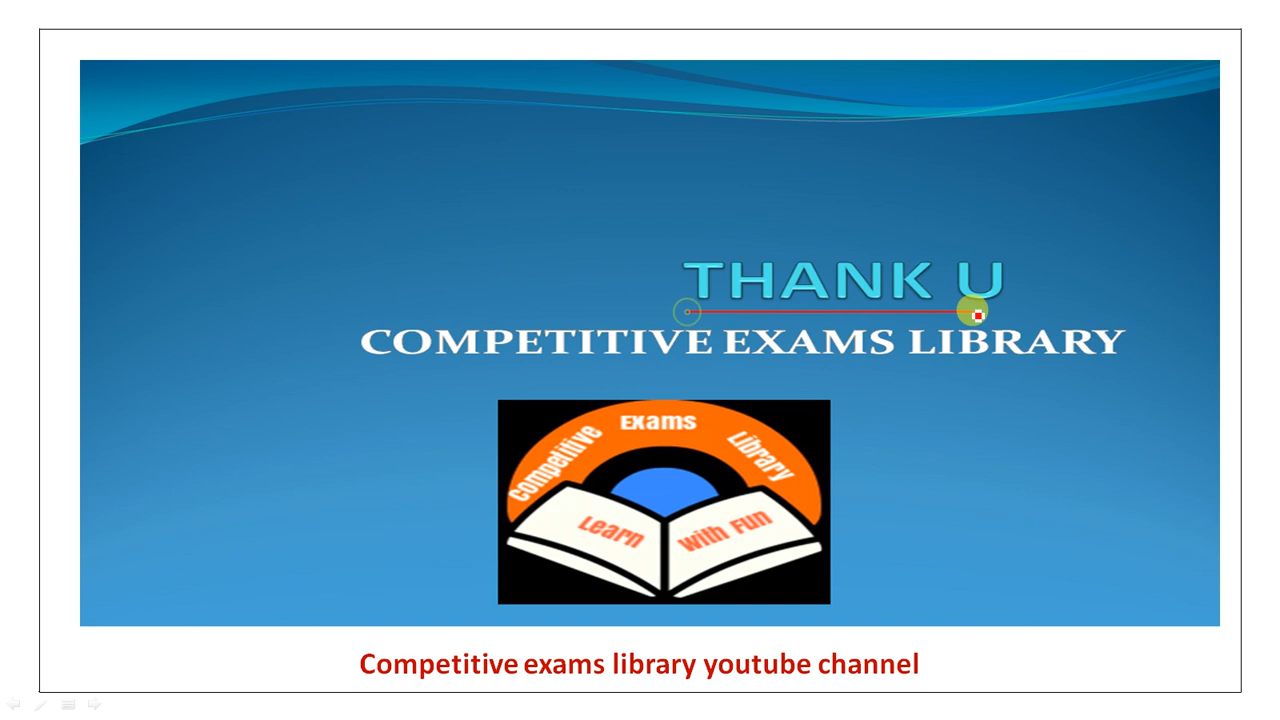 THANK U
COMPETITIVE EXAMS LIBRARY
Competitive Exams Library
Learn With Fun
Competitive exams library youtube channel